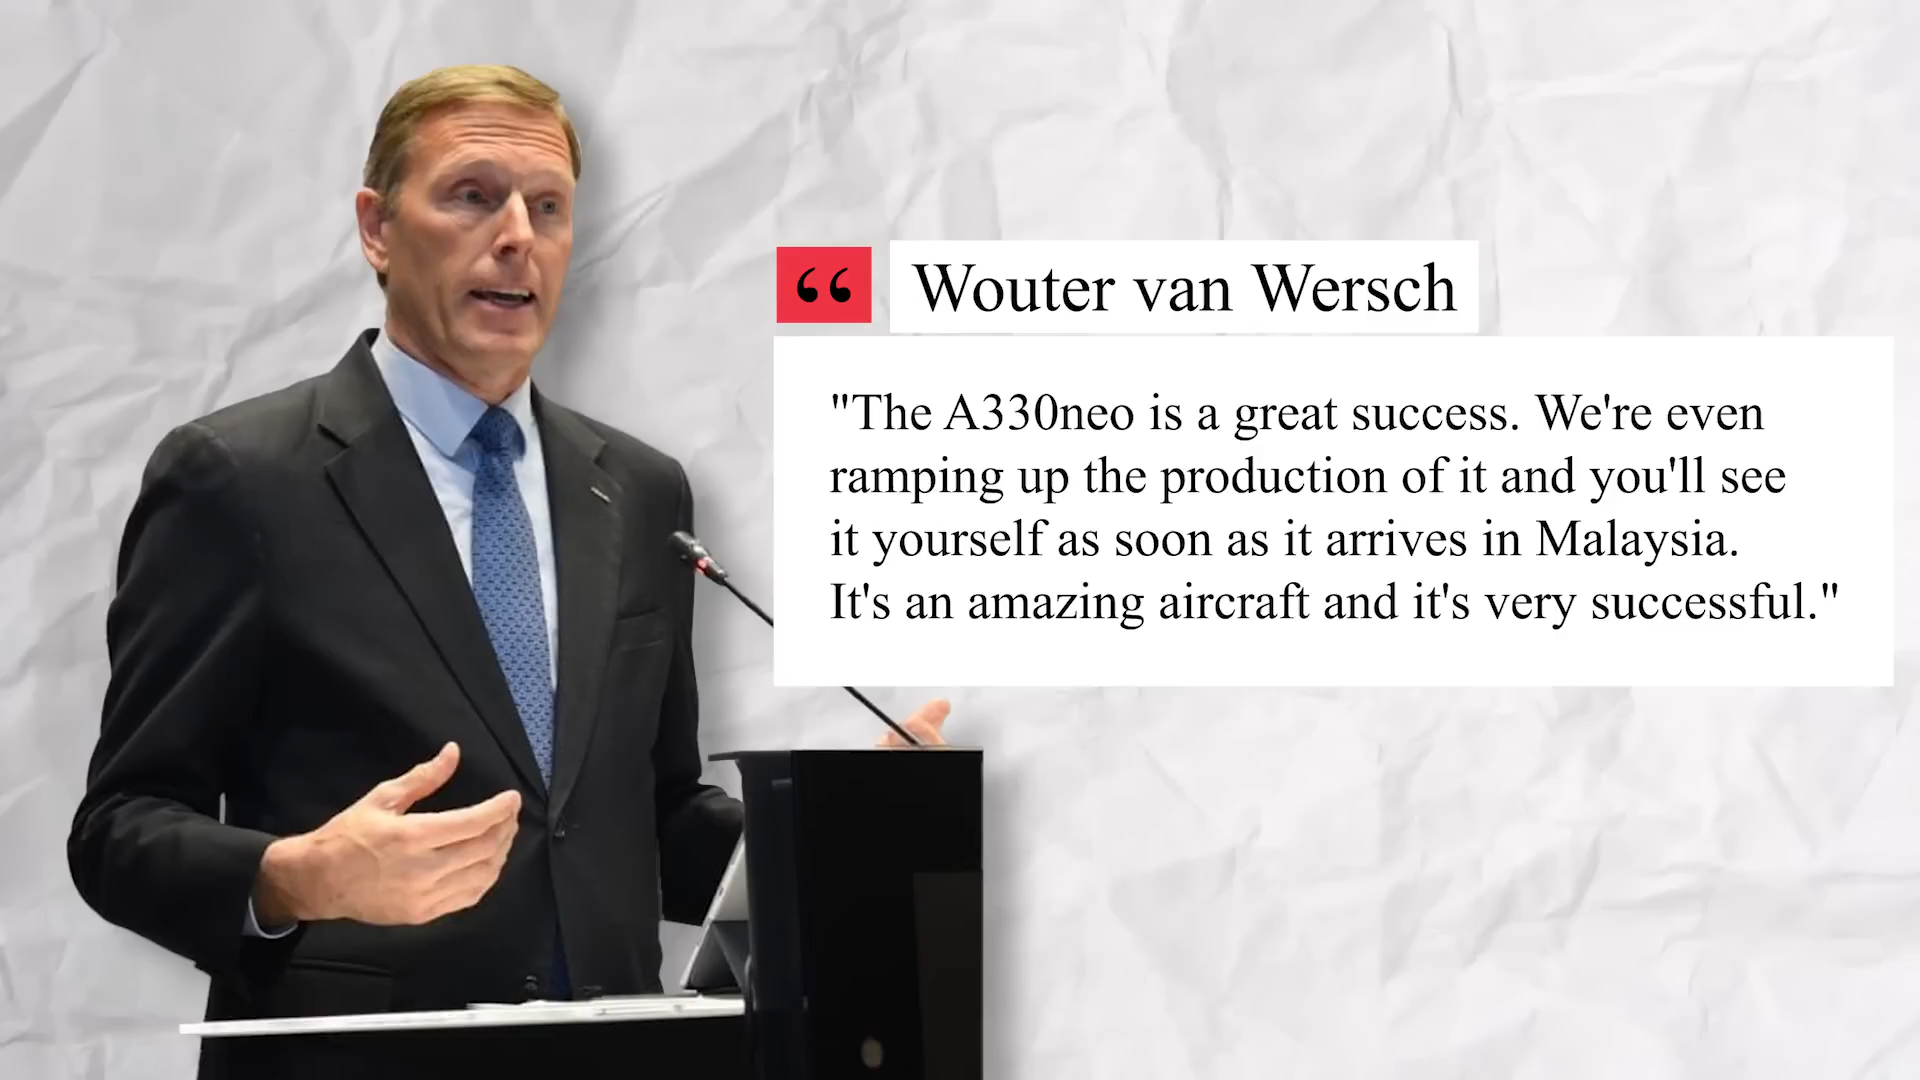 “ Wouter van Wersch
"The A330neo is a great success. We're even
ramping up the production of it and you'll see
it yourself as soon as it arrives in Malaysia.
It's an amazing aircraft and it's very successful."